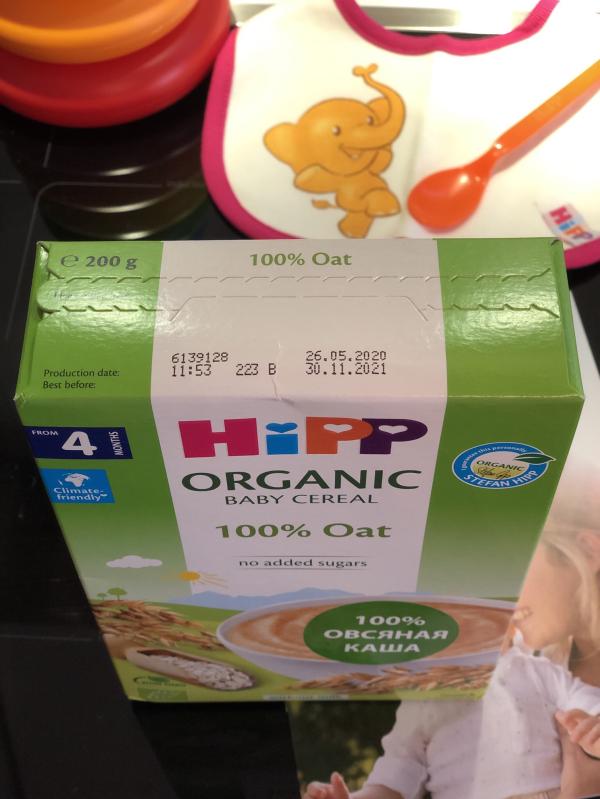 HiPP
℮ 200 g
100% Oat
6139128 26.05.2020
11:53 223 B 30.11.2021
Production date:
Best before:
HiPP
ORGANIC
BABY CEREAL
100% Oat
no added sugars
FROM 4 MONTHS
Climate-
friendly
ORGANIC
STEFAN HIPP
100%
ОВСЯНАЯ
КАША